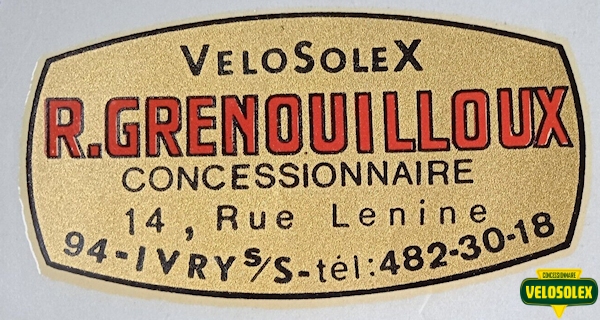 VELOSOLEX
R.GRENOUILLOUX
CONCESSIONNAIRE
14, Rue Lenine
94-IVRY s/S-tél:482-30-18
CONCESSIONNAIRE
VELOSOLEX